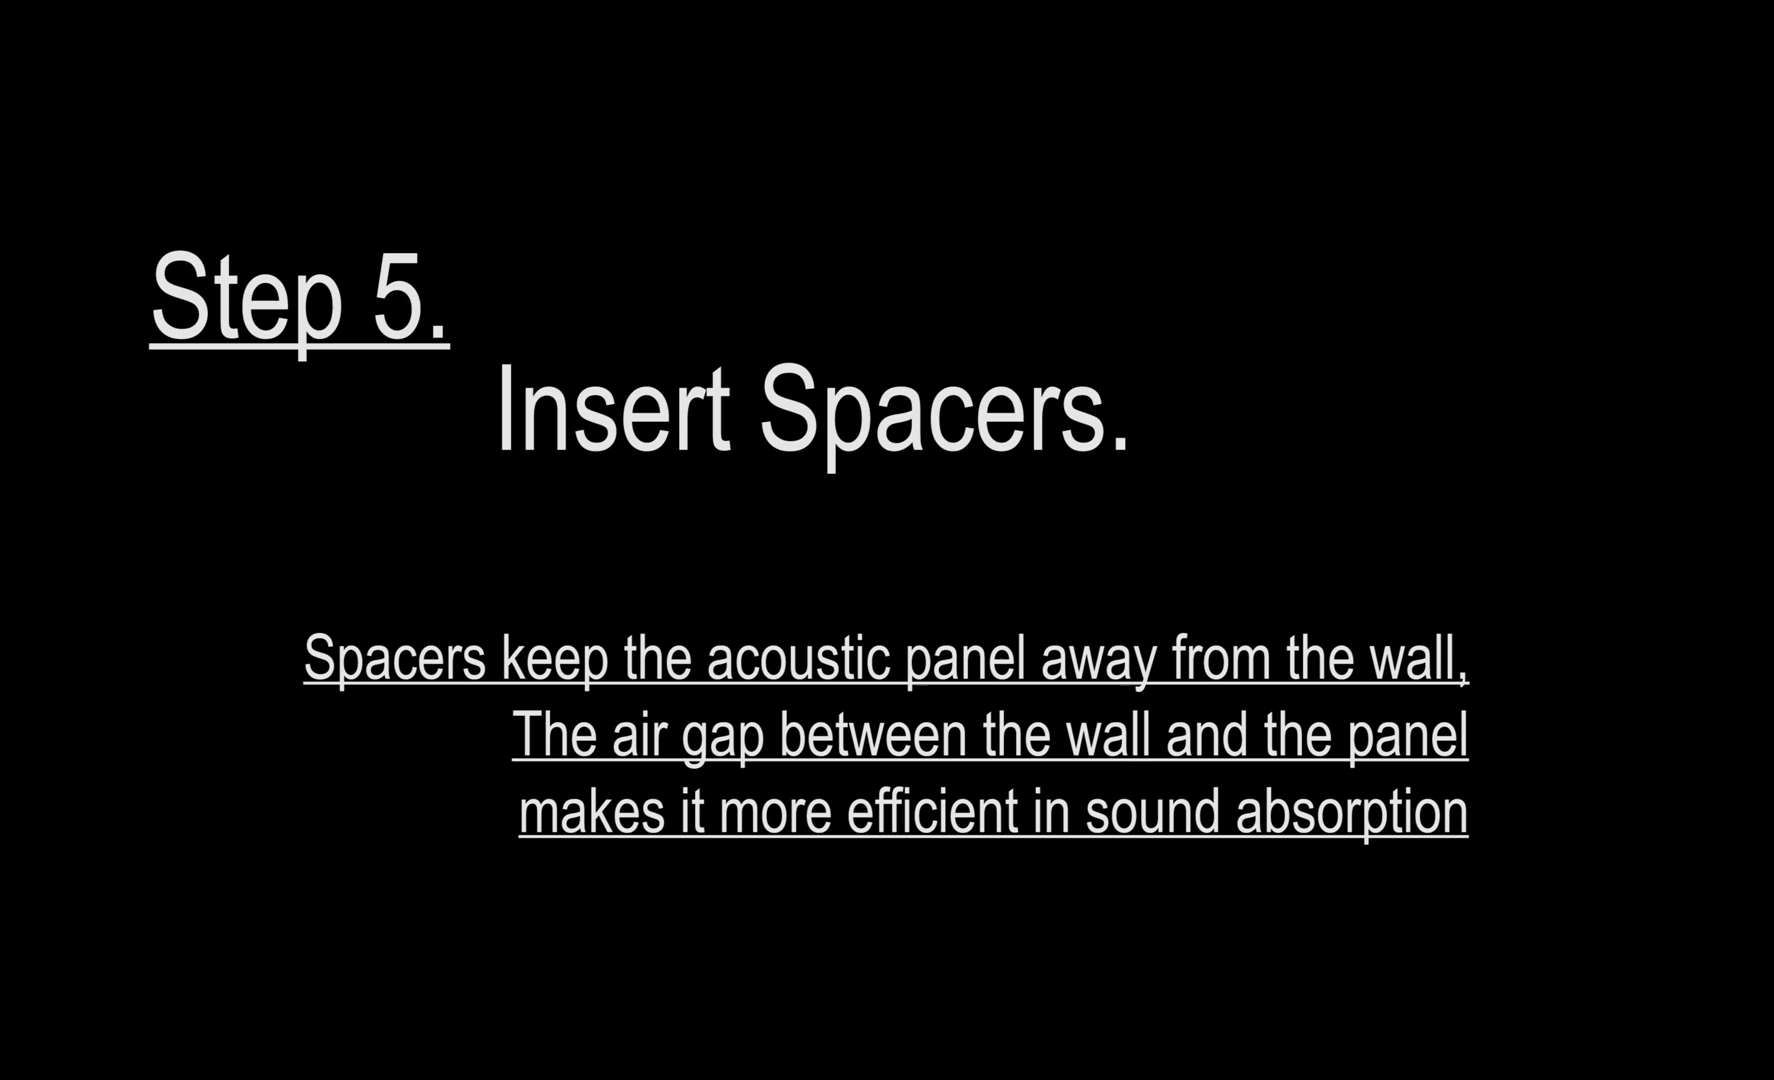 Step 5.
Insert Spacers.
Spacers keep the acoustic panel away from the wall,
The air gap between the wall and the panel
makes it more efficient in sound absorption